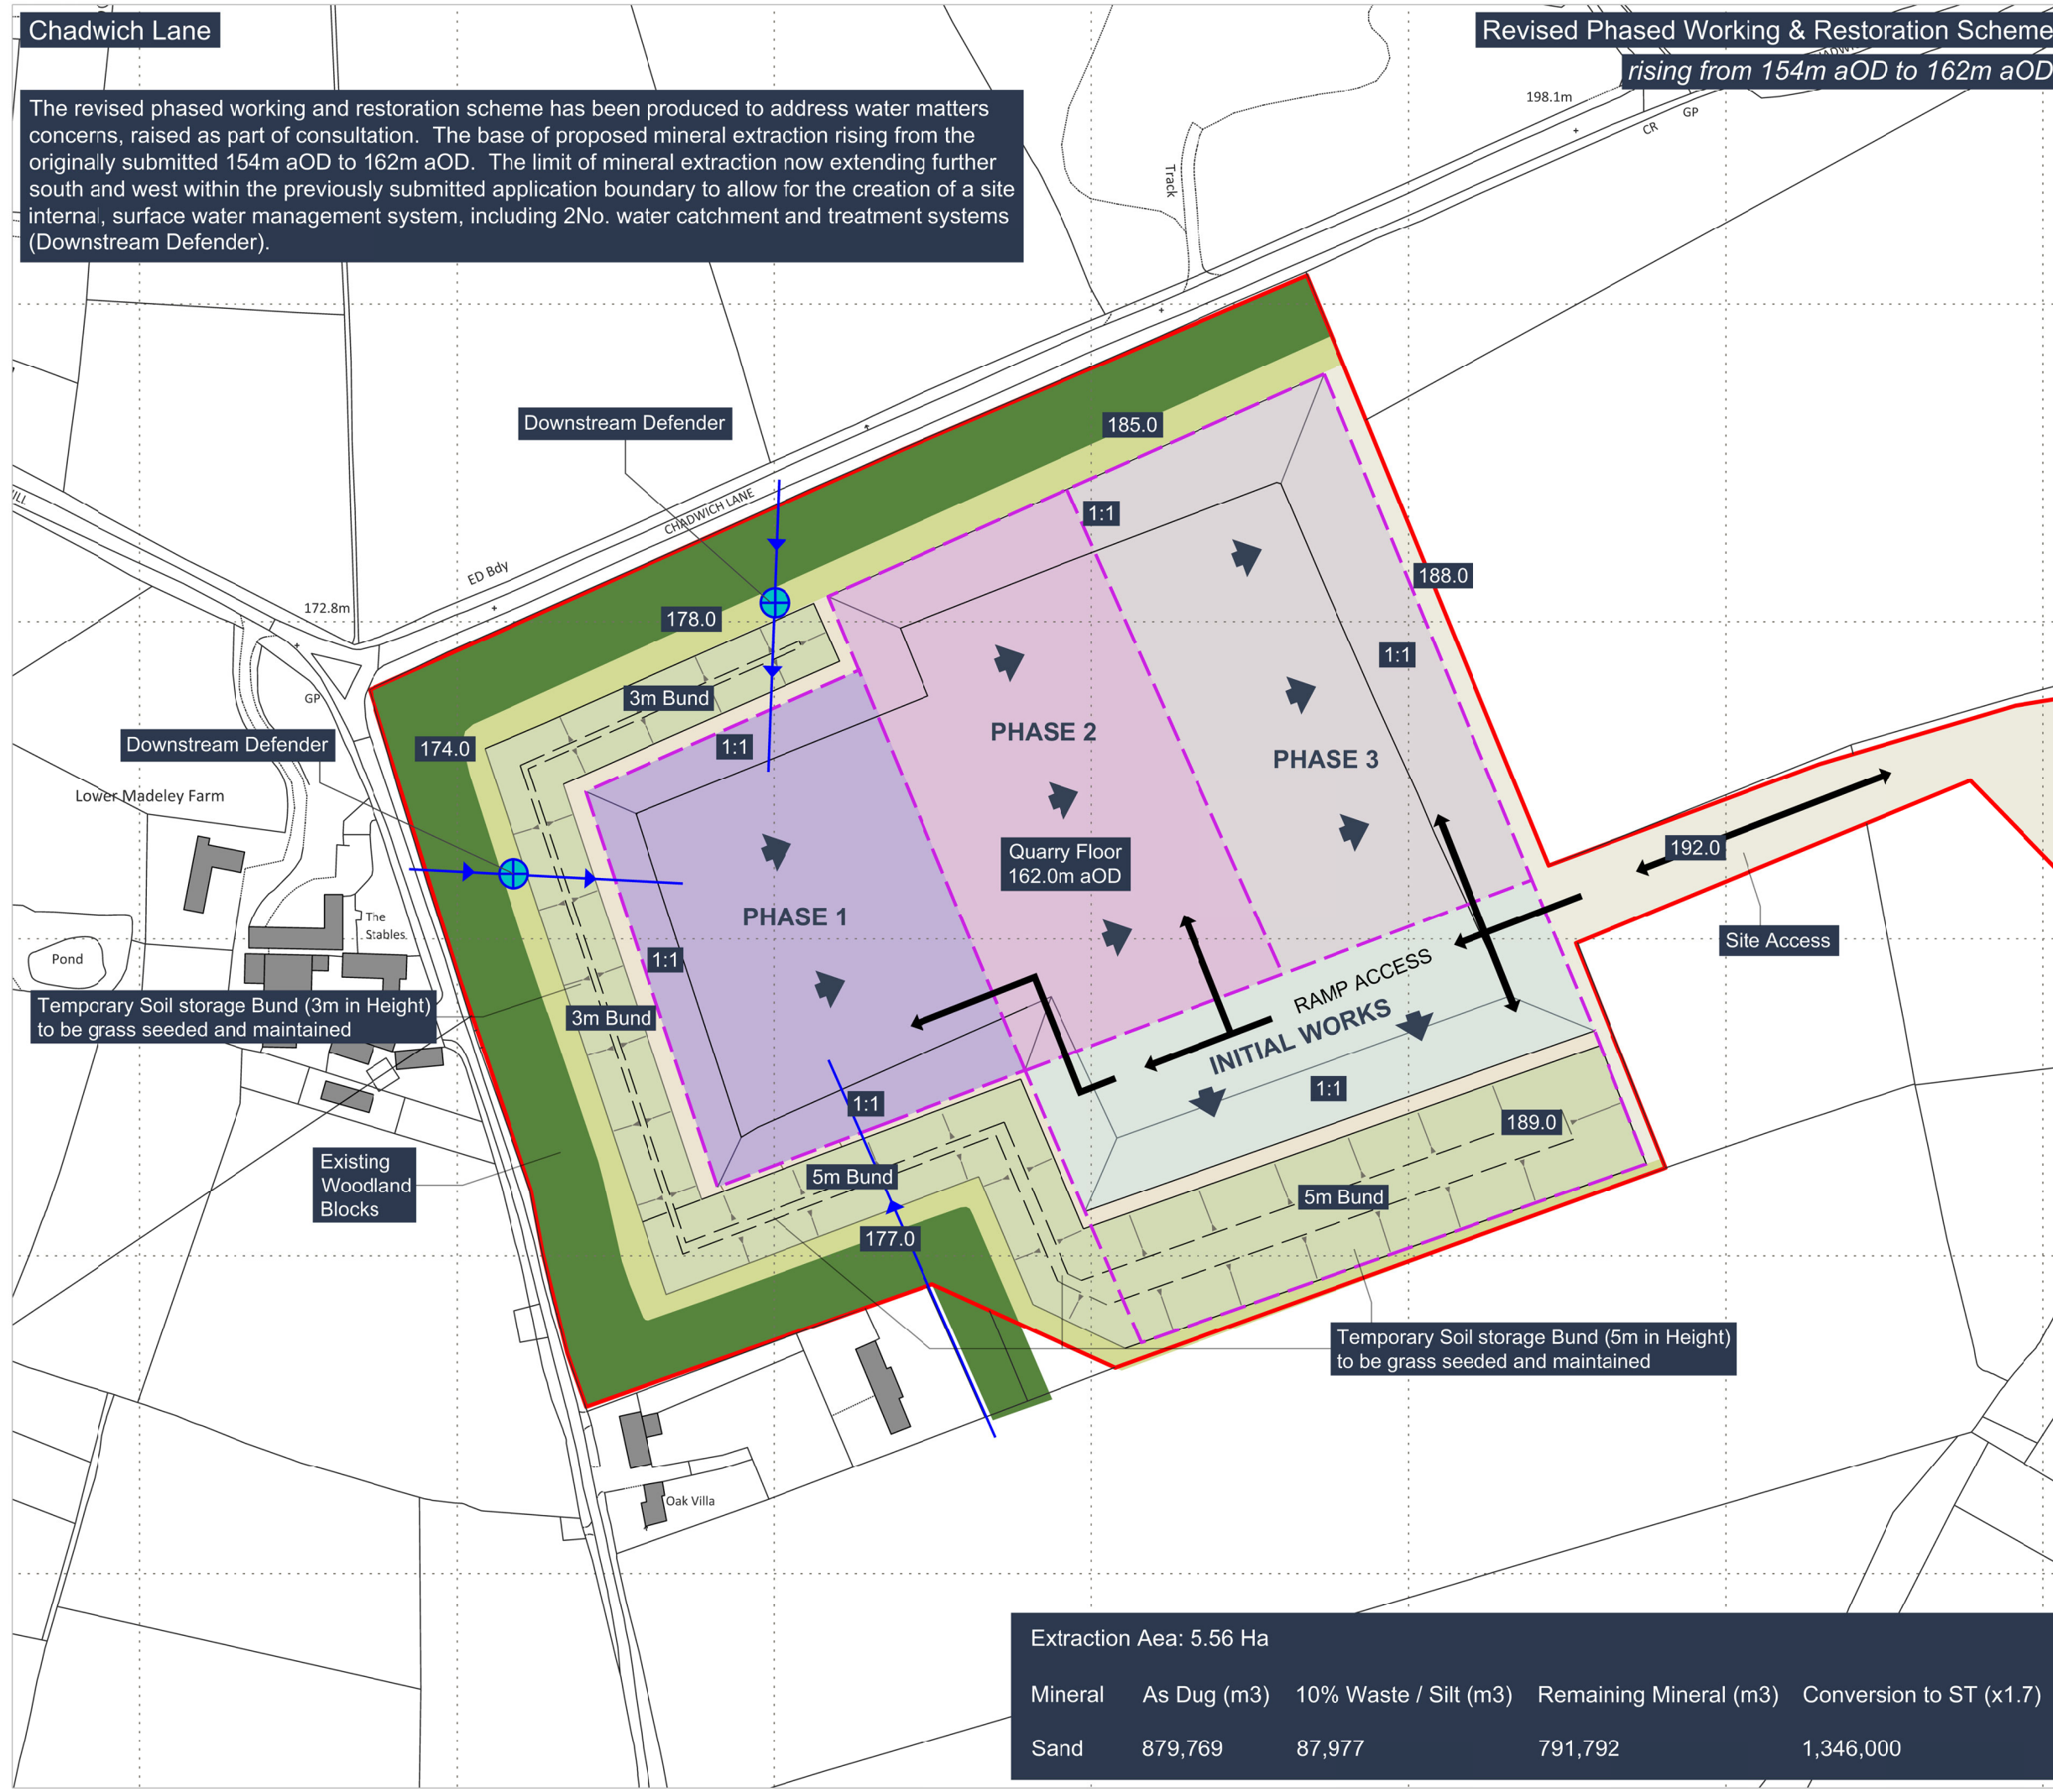 Chadwich Lane
Revised Phased Working & Restoration Scheme
rising from 154m aOD to 162m aOD
The revised phased working and restoration scheme has been produced to address water matters
concerns, raised as part of consultation. The base of proposed mineral extraction rising from the
originally submitted 154m aOD to 162m aOD. The limit of mineral extraction now extending further
south and west within the previously submitted application boundary to allow for the creation of a site
internal, surface water management system, including 2No. water catchment and treatment systems
(Downstream Defender).
198.1m
GP
CR
Track
Downstream Defender
185.0
CHADWICH LANE
1:1
ED Bdy
188.0
172.8m
178.0
1:1
GP
3m Bund
174.0
Downstream Defender
1:1
PHASE 2
PHASE 3
Lower Madeley Farm
Quarry Floor
162.0m aOD
192.0
The
Stables
PHASE 1
Site Access
Pond
1:1
RAMP ACCESS
Temporary Soil storage Bund (3m in Height)
to be grass seeded and maintained
3m Bund
INITIAL WORKS
1:1
1:1
189.0
Existing
Woodland
Blocks
5m Bund
5m Bund
177.0
Temporary Soil storage Bund (5m in Height)
to be grass seeded and maintained
Oak Villa
Extraction Aea: 5.56 Ha
Mineral As Dug (m3) 10% Waste / Silt (m3) Remaining Mineral (m3) Conversion to ST (x1.7)
Sand 879,769 87,977 791,792 1,346,000